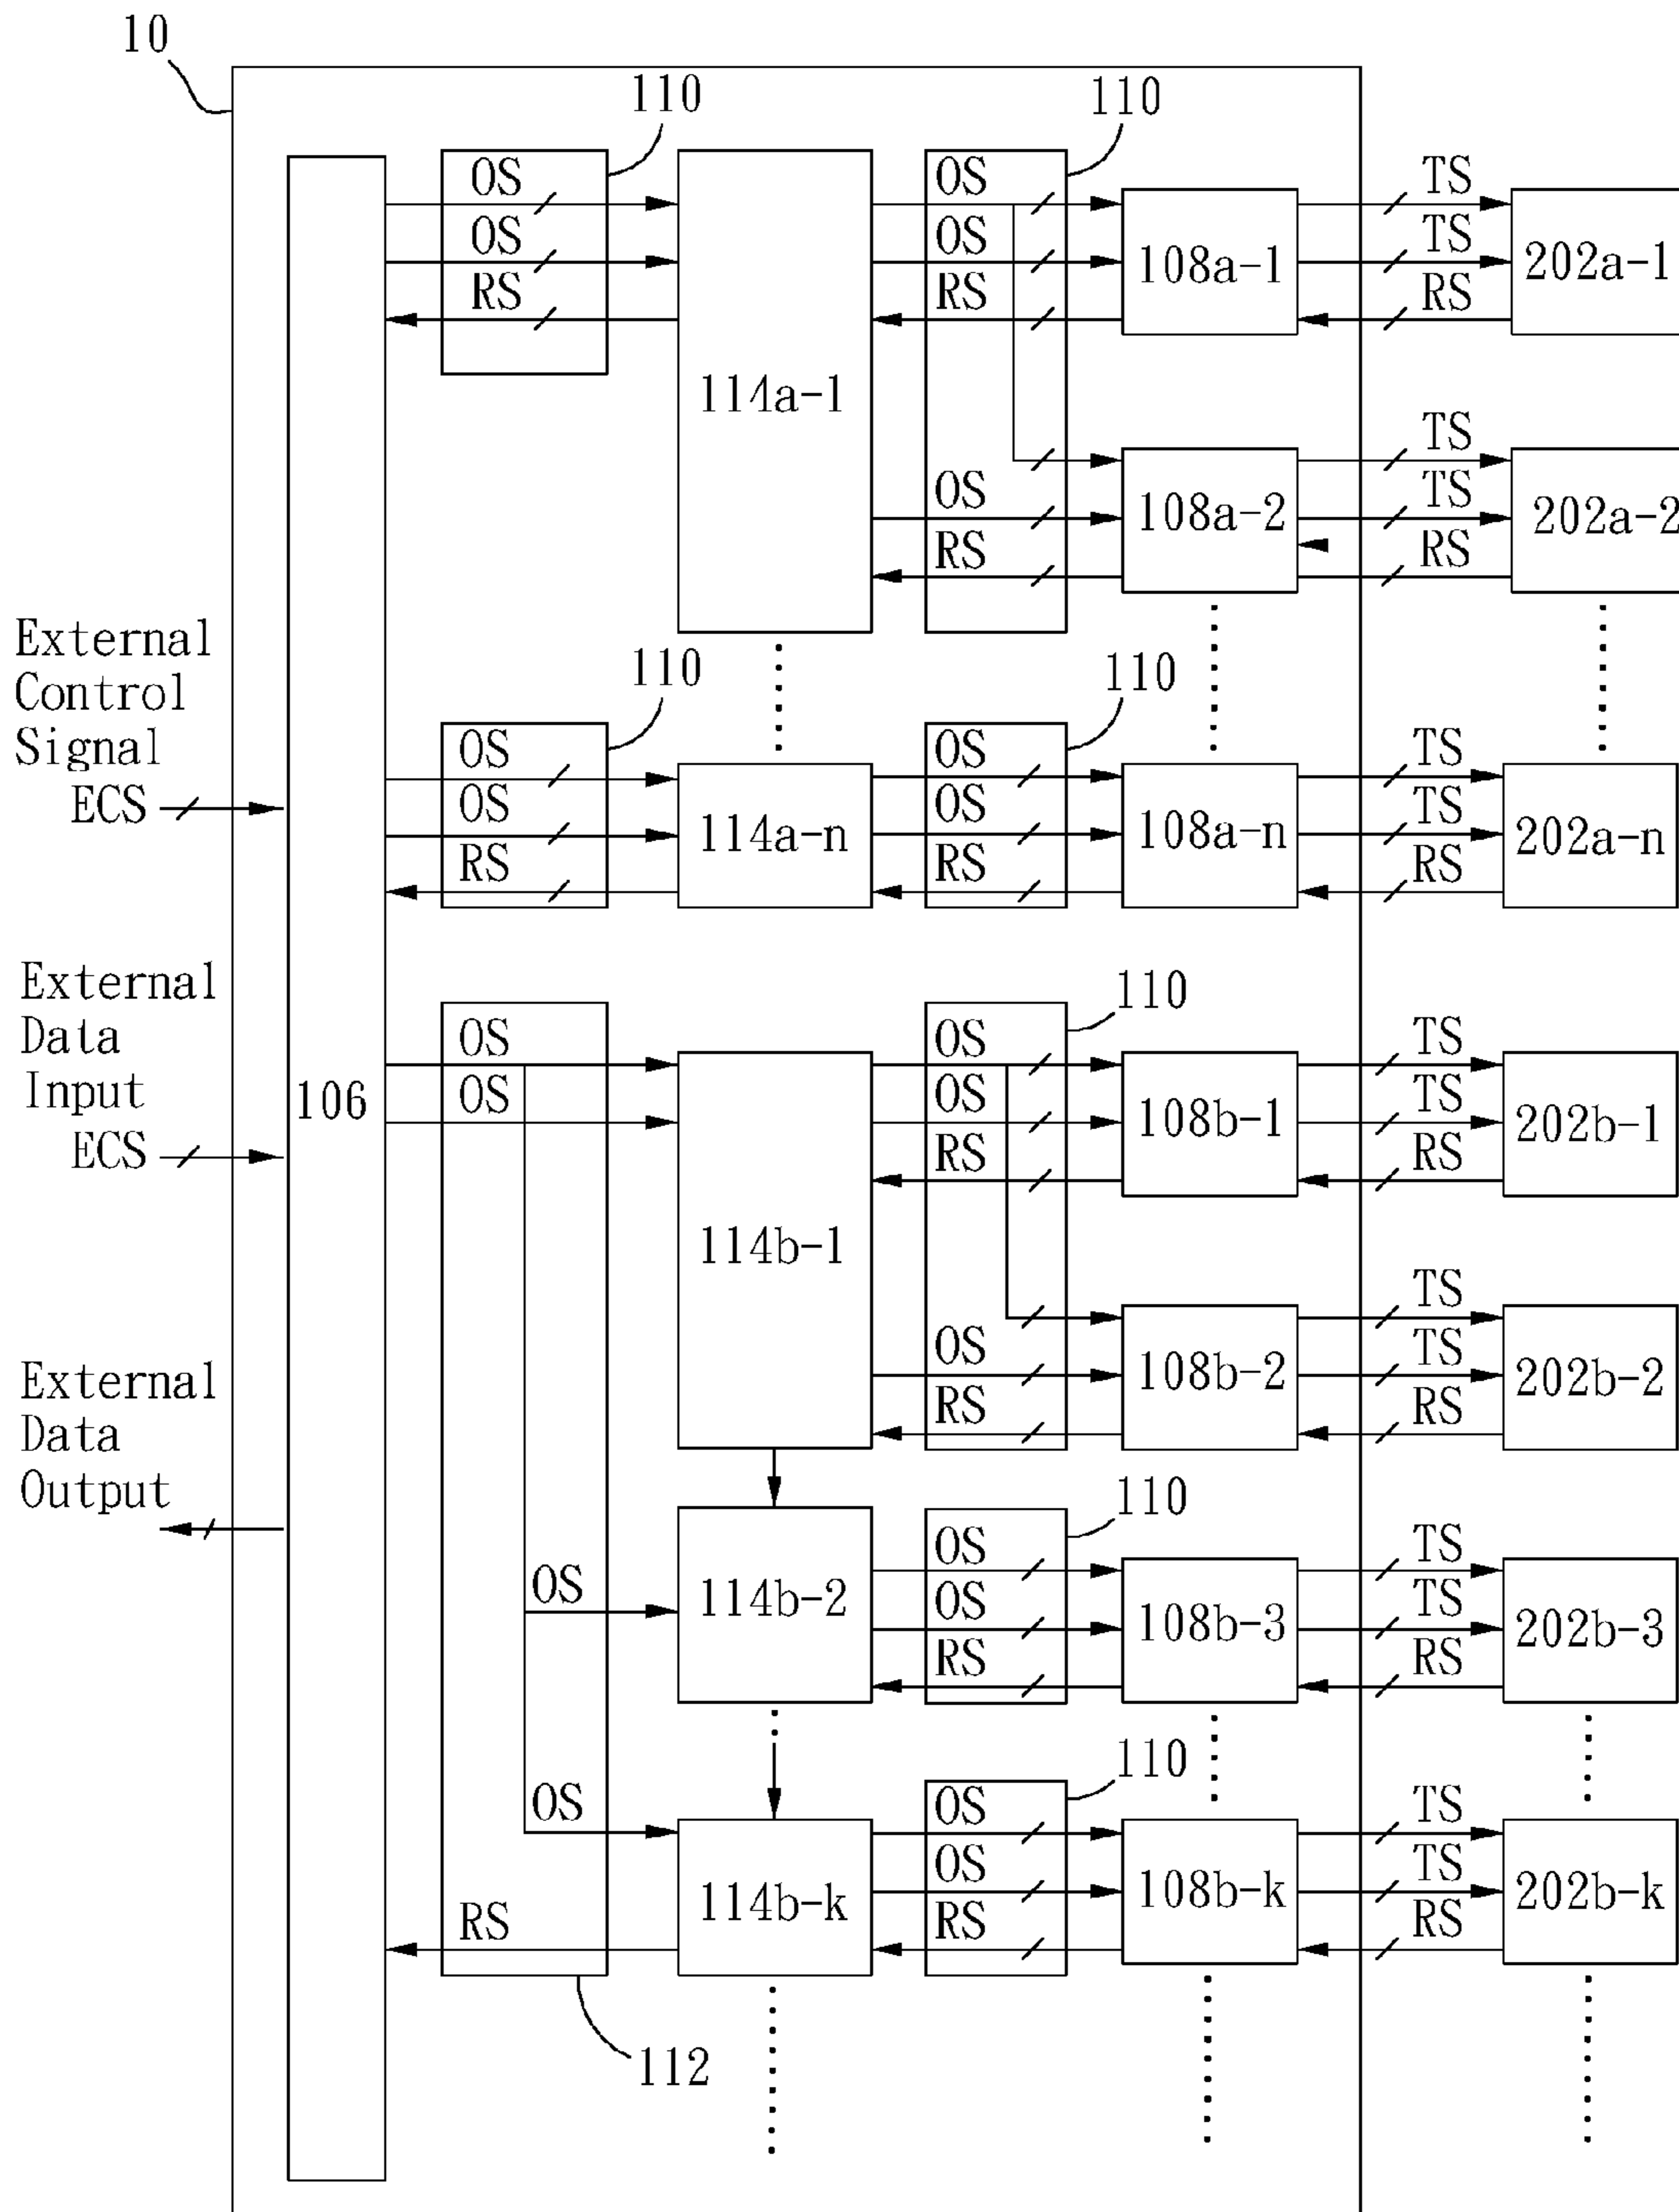 10
110
110
OS
OS
TS
OS
OS
TS
RS
RS
RS
108a-1
202a-1
114a-1
TS
OS
TS
108a-2
202a-2
RS
RS
External
Control
Signal
ECS
110
110
OS
OS
TS
OS
OS
TS
RS
RS
RS
114a-n
108a-n
202a-n
External
Data
Input
ECS
106
110
OS
OS
TS
OS
OS
TS
RS
RS
108b-1
202b-1
114b-1
TS
OS
TS
RS
RS
108b-2
202b-2
External
Data
Output
110
OS
TS
OS
OS
TS
RS
RS
114b-2
108b-3
202b-3
110
OS
OS
TS
OS
TS
RS
RS
RS
114b-k
108b-k
202b-k
112